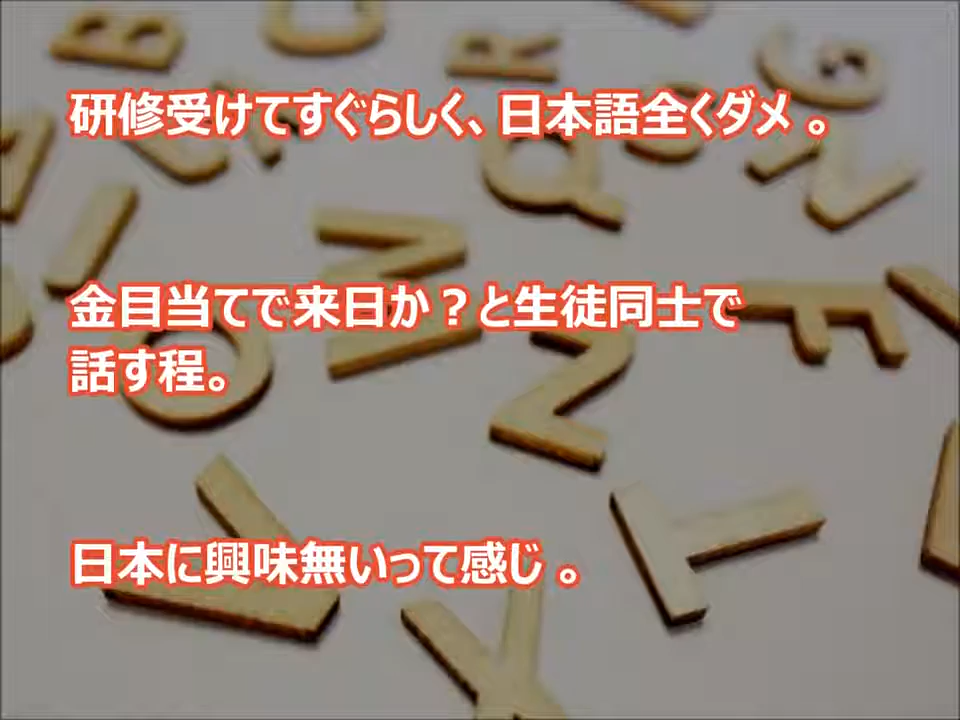 研修受けてすぐらしく、日本語全くダメ 。
金目当てで来日か？と生徒同士で
話す程。
日本に興味無いって感じ 。